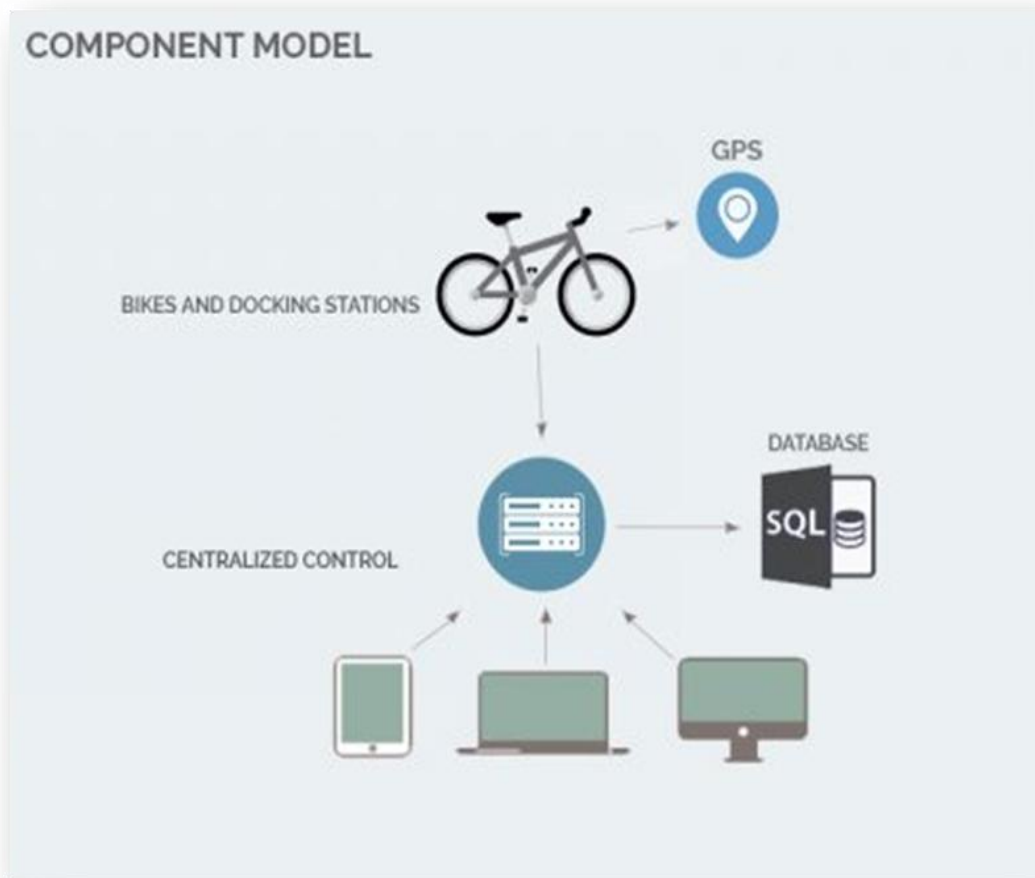 COMPONENT MODEL
GPS
BIKES AND DOCKING STATIONS
DATABASE
SQL
CENTRALIZED CONTROL